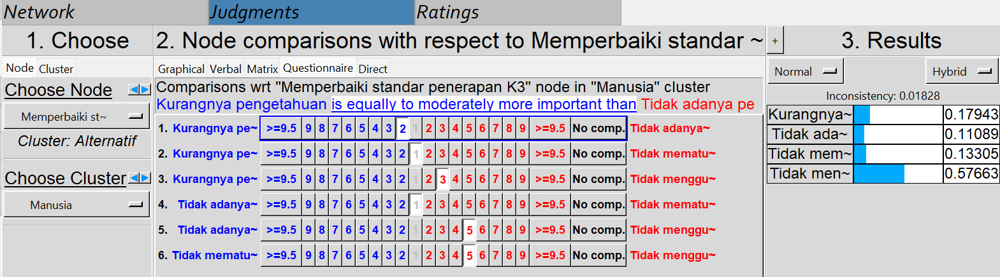 Network Judgments Ratings
1. Choose
Node Cluster
Choose Node
Memperbaiki st~
Cluster: Alternatif
Choose Cluster
Manusia
2. Node comparisons with respect to Memperbaiki standar ~
Graphical Verbal Matrix Questionnaire Direct
Comparisons wrt "Memperbaiki standar penerapan K3" node in "Manusia" cluster
Kurangnya pengetahuan is equally to moderately more important than Tidak adanya pe
1. Kurangnya pe~ >=9.5 9 8 7 6 5 4 3 2 1 2 3 4 5 6 7 8 9 >=9.5 No comp. Tidak adanya~
2. Kurangnya pe~ >=9.5 9 8 7 6 5 4 3 2 1 2 3 4 5 6 7 8 9 >=9.5 No comp. Tidak mematu~
3. Kurangnya pe~ >=9.5 9 8 7 6 5 4 3 2 1 2 3 4 5 6 7 8 9 >=9.5 No comp. Tidak menggu~
4. Tidak adanya~ >=9.5 9 8 7 6 5 4 3 2 1 2 3 4 5 6 7 8 9 >=9.5 No comp. Tidak mematu~
5. Tidak adanya~ >=9.5 9 8 7 6 5 4 3 2 1 2 3 4 5 6 7 8 9 >=9.5 No comp. Tidak menggu~
6. Tidak mematu~ >=9.5 9 8 7 6 5 4 3 2 1 2 3 4 5 6 7 8 9 >=9.5 No comp. Tidak menggu~
+ 3. Results
Normal Hybrid
Inconsistency: 0.01828
Kurangnya~ 0.17943
Tidak ada~ 0.11089
Tidak mem~ 0.13305
Tidak men~ 0.57663